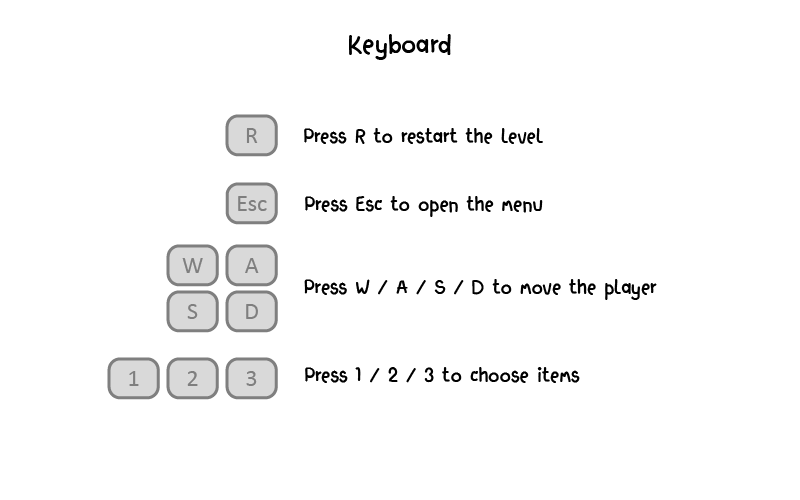 Keyboard
R Press R to restart the level
Esc Press Esc to open the menu
W A
Press W / A / S / D to move the player
S D
1 2 3 Press 1 / 2 / 3 to choose items